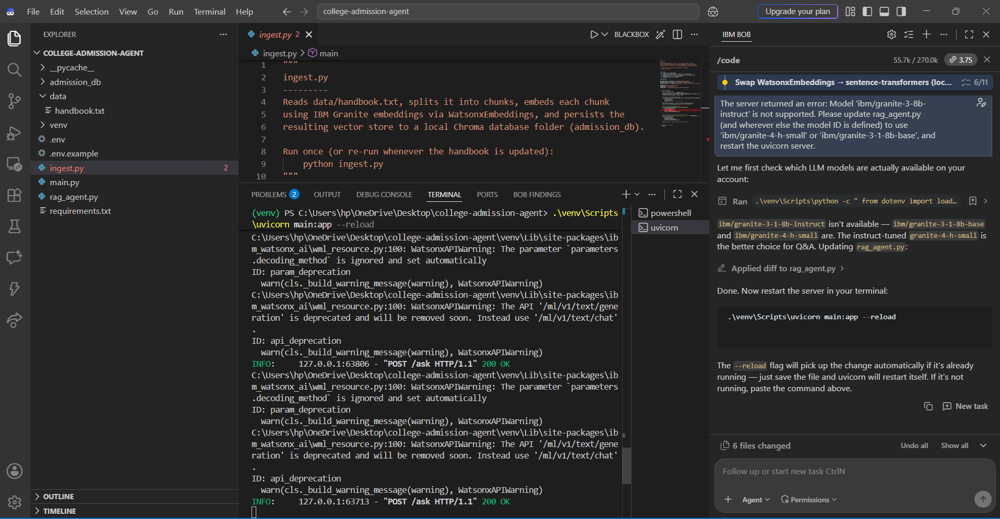 File Edit Selection View Go Run Terminal Help
college-admission-agent
Upgrade your plan
EXPLORER
COLLEGE-ADMISSION-AGENT
__pycache__
admission_db
data
handbook.txt
venv
.env
.env.example
ingest.py 2
main.py
rag_agent.py
requirements.txt
OUTLINE
TIMELINE
ingest.py 2
BLACKBOX
ingest.py > main
1 """
2 ingest.py
3 ---------
4 Reads data/handbook.txt, splits it into chunks, embeds each chunk
5 using IBM Granite embeddings via WatsonxEmbeddings, and persists the
6 resulting vector store to a local Chroma database folder (admission_db).
7
8 Run once (or re-run whenever the handbook is updated):
9 python ingest.py
10 """
PROBLEMS 2 OUTPUT DEBUG CONSOLE TERMINAL PORTS BOB FINDINGS
(venv) PS C:\Users\hp\OneDrive\Desktop\college-admission-agent> .\venv\Scripts
\uvicorn main:app --reload
C:\Users\hp\OneDrive\Desktop\college-admission-agent\venv\Lib\site-packages\ib
m_watsonx_ai\wml_resource.py:100: WatsonxAPIWarning: The parameter `parameters
.decoding_method` is ignored and set automatically
ID: param_deprecation
warn(cls._build_warning_message(warning), WatsonxAPIWarning)
C:\Users\hp\OneDrive\Desktop\college-admission-agent\venv\Lib\site-packages\ib
m_watsonx_ai\wml_resource.py:100: WatsonxAPIWarning: The API '/ml/v1/text/gene
ration' is deprecated and will be removed soon. Instead use '/ml/v1/text/chat'
.
ID: api_deprecation
warn(cls._build_warning_message(warning), WatsonxAPIWarning)
INFO: 127.0.0.1:63806 - "POST /ask HTTP/1.1" 200 OK
C:\Users\hp\OneDrive\Desktop\college-admission-agent\venv\Lib\site-packages\ib
m_watsonx_ai\wml_resource.py:100: WatsonxAPIWarning: The parameter `parameters
.decoding_method` is ignored and set automatically
ID: param_deprecation
warn(cls._build_warning_message(warning), WatsonxAPIWarning)
C:\Users\hp\OneDrive\Desktop\college-admission-agent\venv\Lib\site-packages\ib
m_watsonx_ai\wml_resource.py:100: WatsonxAPIWarning: The API '/ml/v1/text/gene
ration' is deprecated and will be removed soon. Instead use '/ml/v1/text/chat'
.
ID: api_deprecation
warn(cls._build_warning_message(warning), WatsonxAPIWarning)
INFO: 127.0.0.1:63713 - "POST /ask HTTP/1.1" 200 OK
powershell
uvicorn
IBM BOB
/code 55.7k / 270.0k 3.75
Swap WatsonxEmbeddings → sentence-transformers (loc... 6/11
The server returned an error: Model 'ibm/granite-3-8b-
instruct' is not supported. Please update rag_agent.py
(and wherever else the model ID is defined) to use
'ibm/granite-4-h-small' or 'ibm/granite-3-1-8b-base', and
restart the uvicorn server.
Let me first check which LLM models are actually available on your
account:
Ran .\venv\Scripts\python -c " from dotenv import load...
ibm/granite-3-1-8b-instruct isn't available — ibm/granite-3-1-8b-base
and ibm/granite-4-h-small are. The instruct-tuned granite-4-h-small is
the better choice for Q&A. Updating rag_agent.py:
Applied diff to rag_agent.py
Done. Now restart the server in your terminal:
.\venv\Scripts\uvicorn main:app --reload
The --reload flag will pick up the change automatically if it's already
running — just save the file and uvicorn will restart itself. If it's not
running, paste the command above.
New task
6 files changed Undo all Show all
Follow up or start new task CtrlN
Agent Permissions